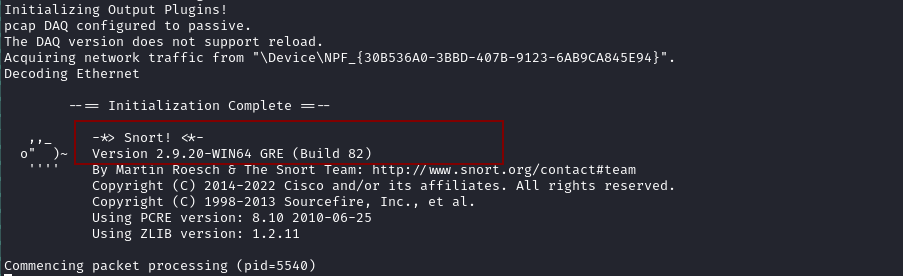 Initializing Output Plugins!
pcap DAQ configured to passive.
The DAQ version does not support reload.
Acquiring network traffic from "\Device\NPF_{30B536A0-3BBD-407B-9123-6AB9CA845E94}".
Decoding Ethernet
--== Initialization Complete ==--
,,_     -*> Snort! <*-
o"  )~   Version 2.9.20-WIN64 GRE (Build 82)
''''    By Martin Roesch & The Snort Team: http://www.snort.org/contact#team
Copyright (C) 2014-2022 Cisco and/or its affiliates. All rights reserved.
Copyright (C) 1998-2013 Sourcefire, Inc., et al.
Using PCRE version: 8.10 2010-06-25
Using ZLIB version: 1.2.11
Commencing packet processing (pid=5540)